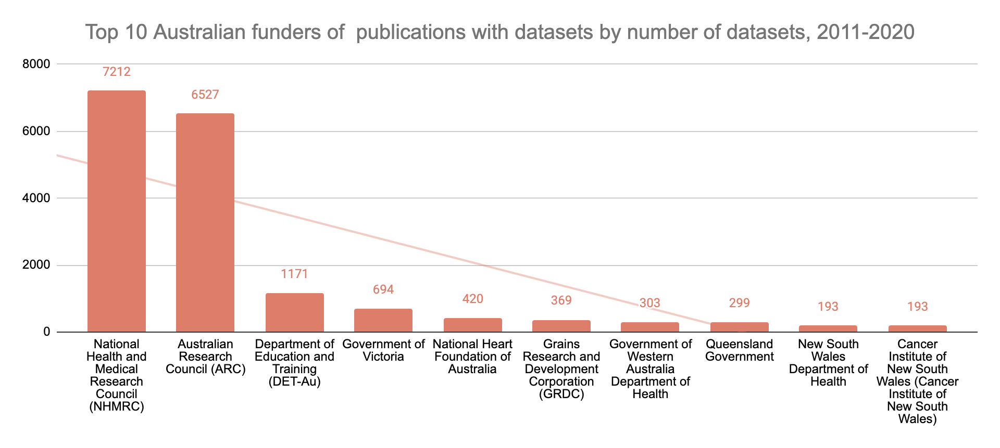 Top 10 Australian funders of  publications with datasets by number of datasets, 2011-2020
8000
6000
4000
2000
0
7212
6527
1171
694
420
369
303
299
193
193
National
Health and
Medical
Research
Council
(NHMRC)
Australian
Research
Council (ARC)
Department of
Education and
Training
(DET-Au)
Government of
Victoria
National Heart
Foundation of
Australia
Grains
Research and
Development
Corporation
(GRDC)
Government of
Western
Australia
Department of
Health
Queensland
Government
New South
Wales
Department of
Health
Cancer
Institute of
New South
Wales (Cancer
Institute of
New South
Wales)